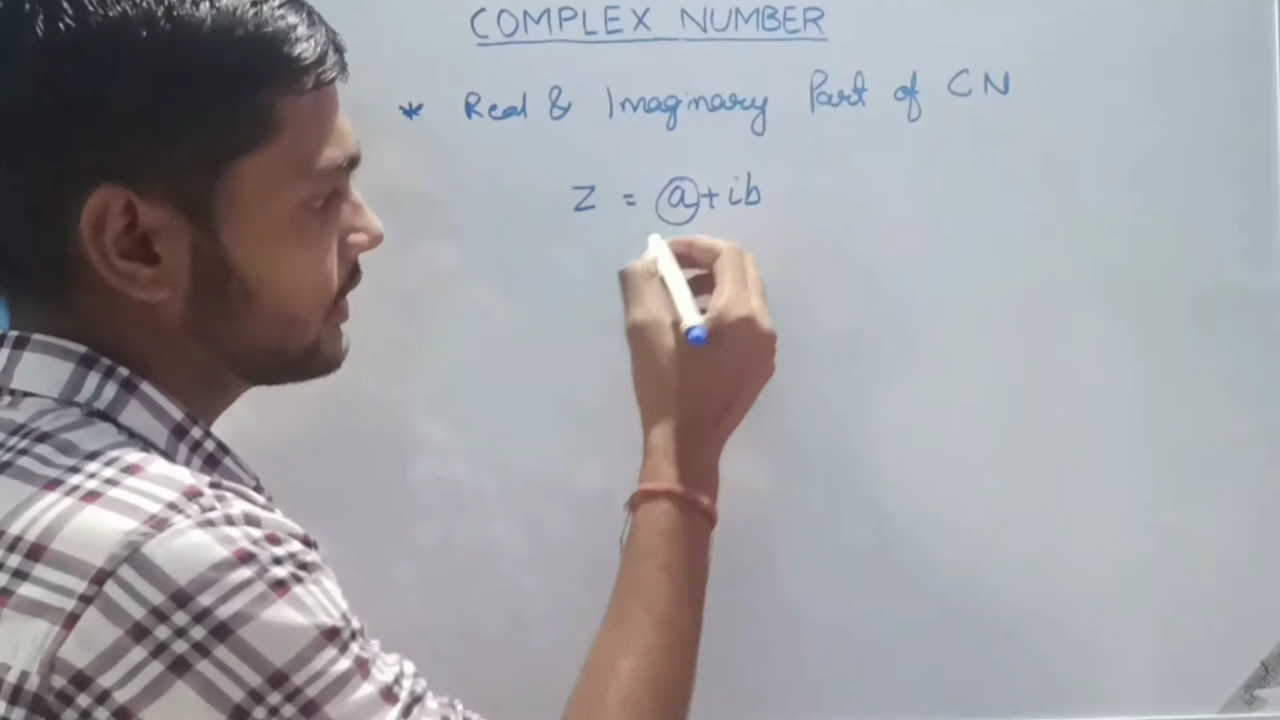 COMPLEX NUMBER
* Real & Imaginary Part of CN
z = a + ib